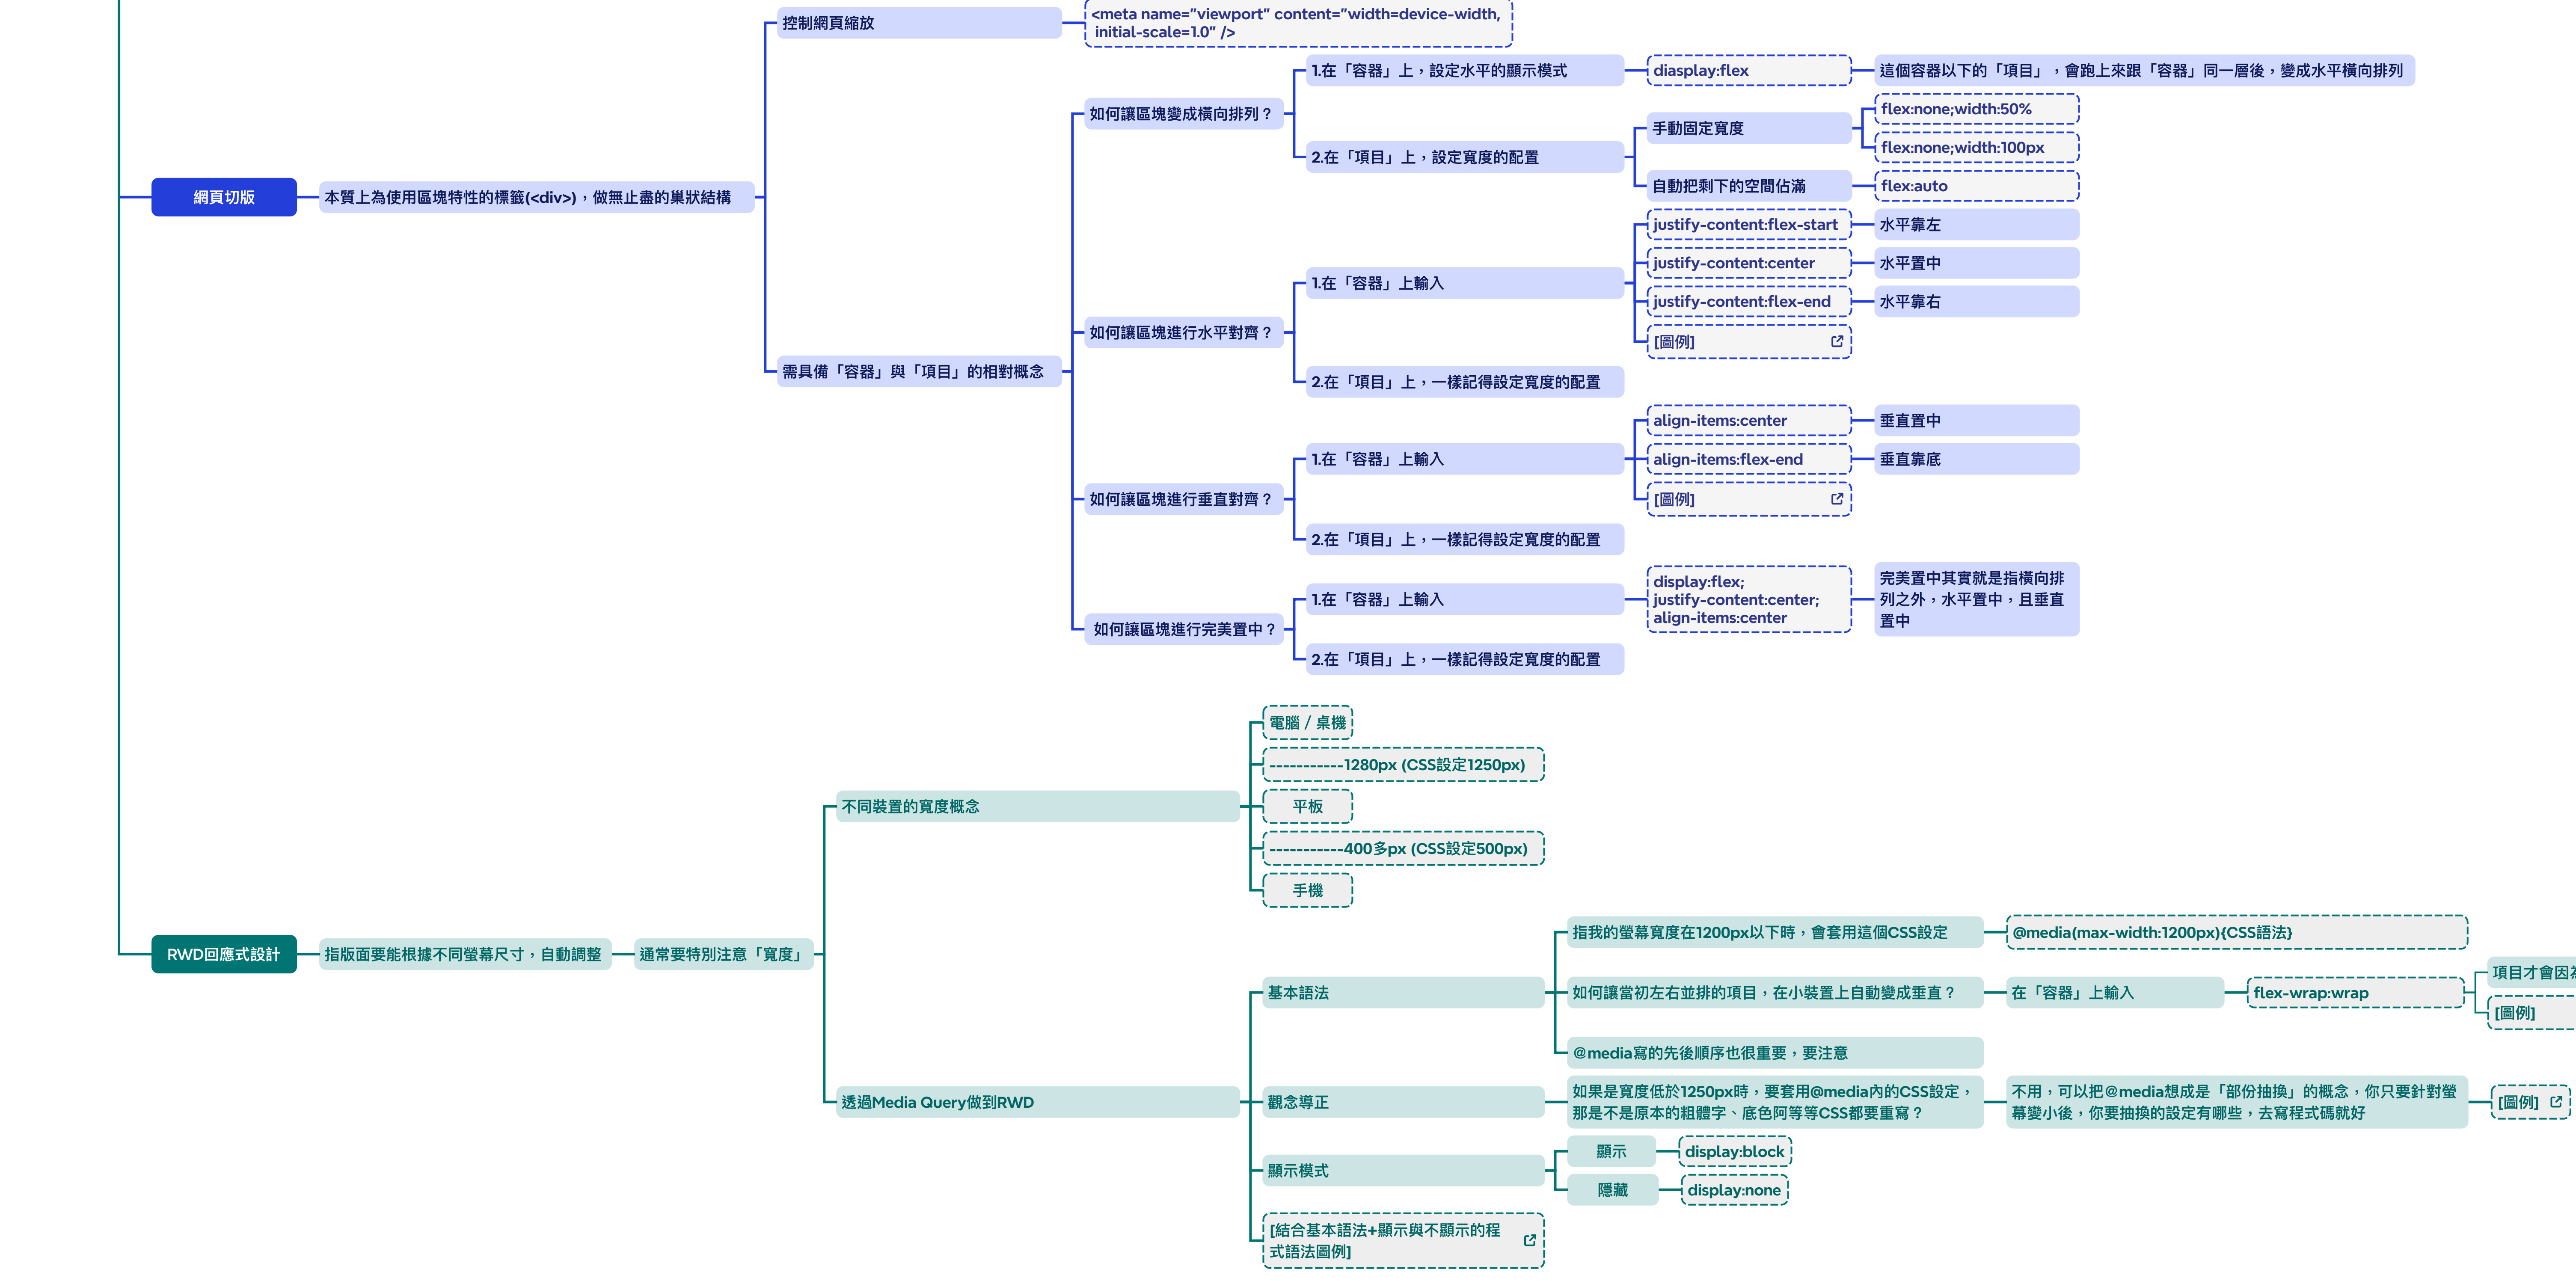 控制網頁縮放
<meta name="viewport" content="width=device-width,
initial-scale=1.0" />
網頁切版
本質上為使用區塊特性的標籤(<div>)，做無止盡的巢狀結構
需具備「容器」與「項目」的相對概念
如何讓區塊變成橫向排列？
1.在「容器」上，設定水平的顯示模式
diasplay:flex
這個容器以下的「項目」，會跑上來跟「容器」同一層後，變成水平橫向排列
2.在「項目」上，設定寬度的配置
手動固定寬度
flex:none;width:50%
flex:none;width:100px
自動把剩下的空間佔滿
flex:auto
如何讓區塊進行水平對齊？
1.在「容器」上輸入
justify-content:flex-start
水平靠左
justify-content:center
水平置中
justify-content:flex-end
水平靠右
[圖例]
2.在「項目」上，一樣記得設定寬度的配置
如何讓區塊進行垂直對齊？
1.在「容器」上輸入
align-items:center
垂直置中
align-items:flex-end
垂直靠底
[圖例]
2.在「項目」上，一樣記得設定寬度的配置
如何讓區塊進行完美置中？
1.在「容器」上輸入
display:flex;
justify-content:center;
align-items:center
完美置中其實就是指橫向排
列之外，水平置中，且垂直
置中
2.在「項目」上，一樣記得設定寬度的配置
RWD回應式設計
指版面要能根據不同螢幕尺寸，自動調整
通常要特別注意「寬度」
不同裝置的寬度概念
電腦 / 桌機
-----------1280px (CSS設定1250px)
平板
-----------400多px (CSS設定500px)
手機
透過Media Query做到RWD
基本語法
指我的螢幕寬度在1200px以下時，會套用這個CSS設定
@media(max-width:1200px){CSS語法}
如何讓當初左右並排的項目，在小裝置上自動變成垂直？
在「容器」上輸入
flex-wrap:wrap
項目才會因
[圖例]
＠media寫的先後順序也很重要，要注意
觀念導正
如果是寬度低於1250px時，要套用@media內的CSS設定，
那是不是原本的粗體字、底色阿等等CSS都要重寫？
不用，可以把＠media想成是「部份抽換」的概念，你只要針對螢
幕變小後，你要抽換的設定有哪些，去寫程式碼就好
[圖例]
顯示模式
顯示
display:block
隱藏
display:none
[結合基本語法+顯示與不顯示的程
式語法圖例]